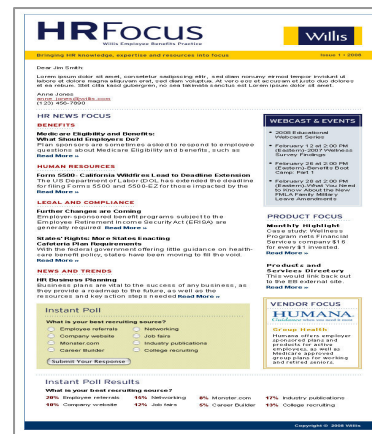 HRFOCUS
Willis Employee Benefits Practice
Willis
Bringing HR knowledge, expertise and resources into focus
Issue 1 • 2008
Dear Jim Smith
Lorem ipsum dolor sit amet, consetetur sadipscing elitr, sed diam nonumy eirmod tempor invidunt ut
labore et dolore magna aliquyam erat, sed diam voluptua. At vero eos et accusam et justo duo dolores
et ea rebum. Stet clita kasd gubergren, no sea takimata sanctus est Lorem ipsum dolor sit amet.
Anne Jones
anne.jones@willis.com
(123) 456-7890
HR NEWS FOCUS
BENEFITS
Medicare Eligibility and Benefits:
What Should Employers Do?
Plan sponsors are sometimes asked to respond to employee
questions about Medicare Eligibility and benefits, such as
Read More »
HUMAN RESOURCES
Form 5500 - California Wildfires Lead to Deadline Extension
The US Department of Labor (DOL), has extended the deadline
for filing Forms 5500 and 5500-EZ for those impacted by the
Read More »
LEGAL AND COMPLIANCE
Further Changes are Coming
Employer-sponsored benefit programs subject to the
Employee Retirement Income Security Act (ERISA) are
generally required Read More »
States' Rights: More States Enacting
Cafeteria Plan Requirements
With the federal government offering little guidance on health-
care benefit policy, states have been moving to fill the void.
Read More »
NEWS AND TRENDS
HR Business Planning
Business plans are vital to the success of any business; as
they provide a roadmap to the future, as well as the
resources and key action steps needed Read More »
WEBCAST & EVENTS
• 2008 Educational
Webcast Series
• February 12 at 2:00 PM
(Eastern)-2007 Wellness
Survey Findings
• February 26 at 2:00 PM
(Eastern)-Benefits Boot
Camp: Part 1
• February 28 at 2:00 PM
(Eastern)-What You Need
to Know About the New
FMLA Family Military
Leave Amendments
PRODUCT FOCUS
Monthly Highlight
Case study: Wellness
Program nets Financial
Services company $16
for every $1 invested.
Read More »
Products and
Services Directory
This would link back out
to the EB external site.
Read More »
VENDOR FOCUS
HUMANA
Guidance when you need it most
Group Health
Humana offers employer
sponsored plans and
products for active
employees, as well as
Medicare approved
group plans for working
and retired seniors.
Instant Poll
What is your best recruiting source?
Employee referrals
Networking
Company website
Job fairs
Monster.com
Industry publications
Career Builder
College recruiting
Submit Your Response
Instant Poll Results
What is your best recruiting source?
28% Employee referrals 14% Networking 8% Monster.com 17% Industry publications
18% Company website 12% Job fairs 5% Career Builder 13% College recruiting
Copyright © 2008 Willis